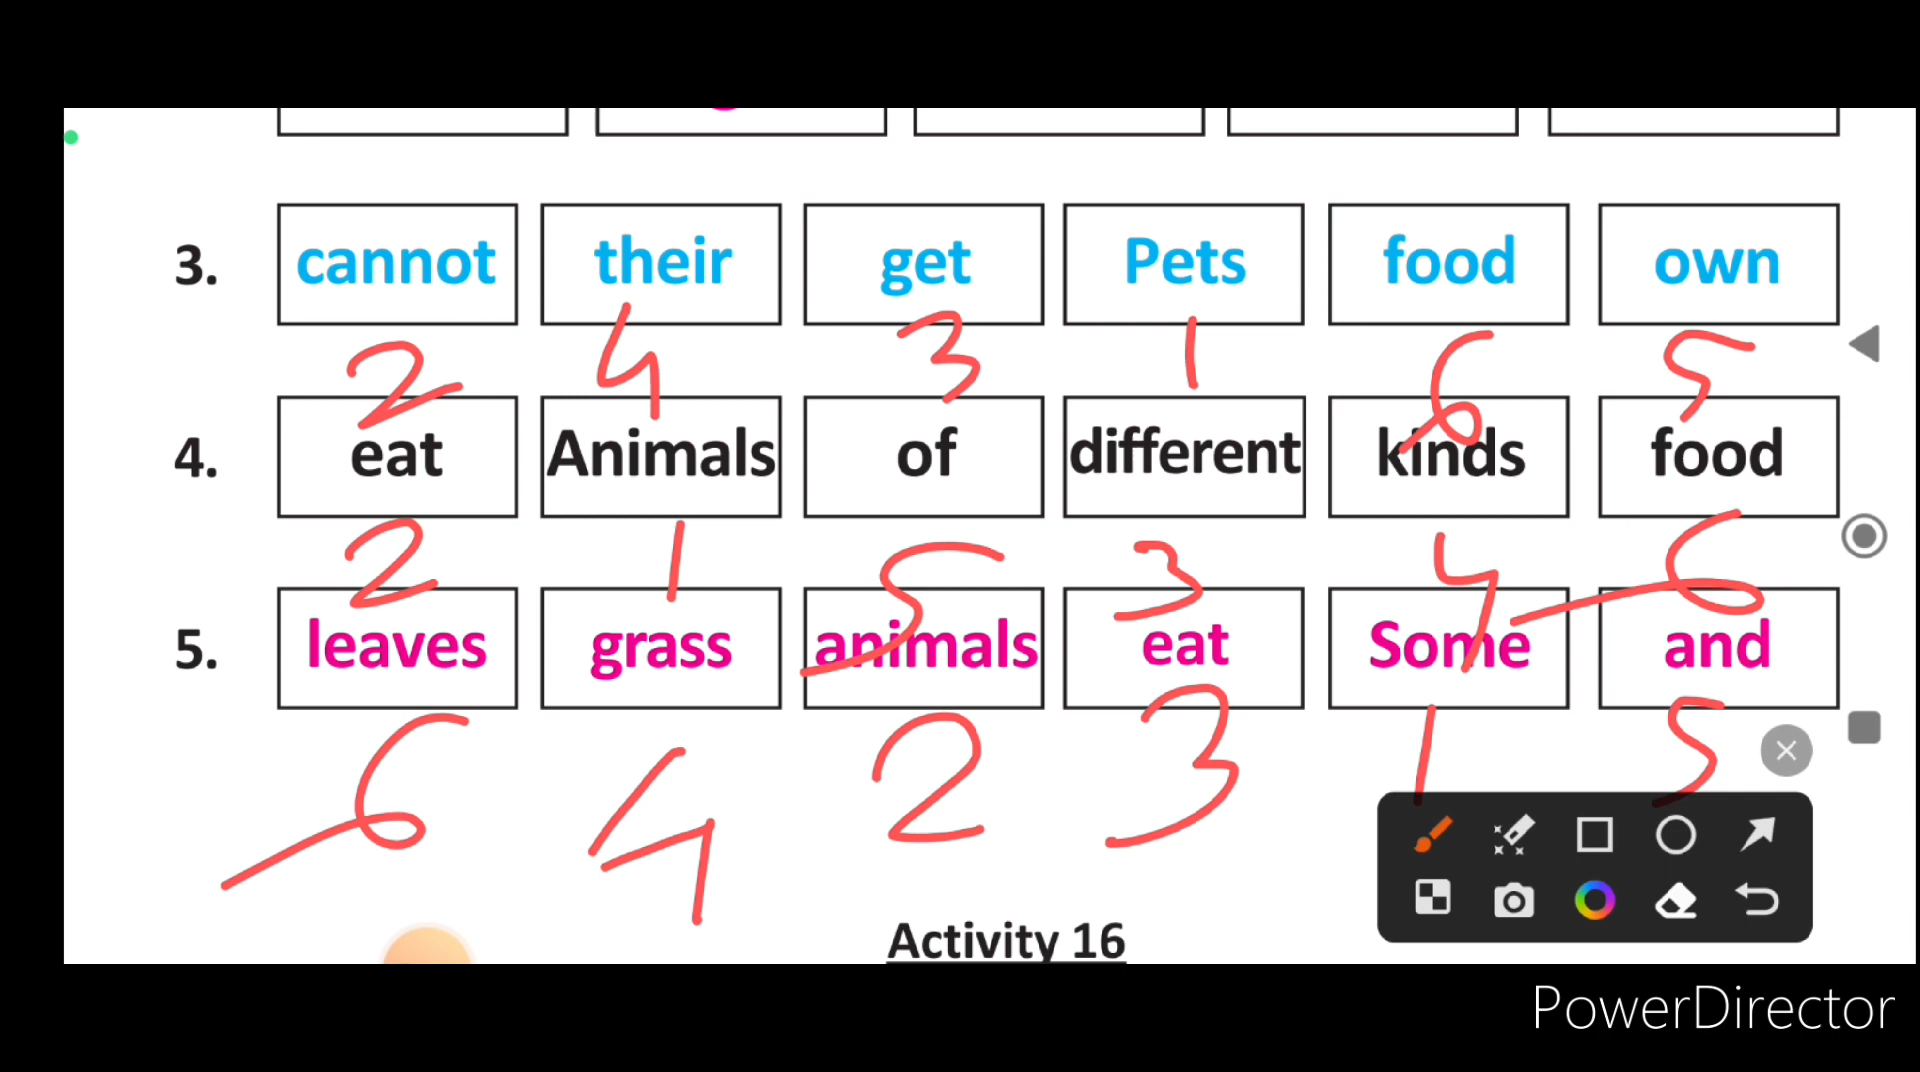 3. cannot their get Pets food own
2 4 3 1 6 5
4. eat Animals of different kinds food
2 1 5 3 4 6
5. leaves grass animals eat Some and
6 4 2 3 1 5
Activity 16
PowerDirector